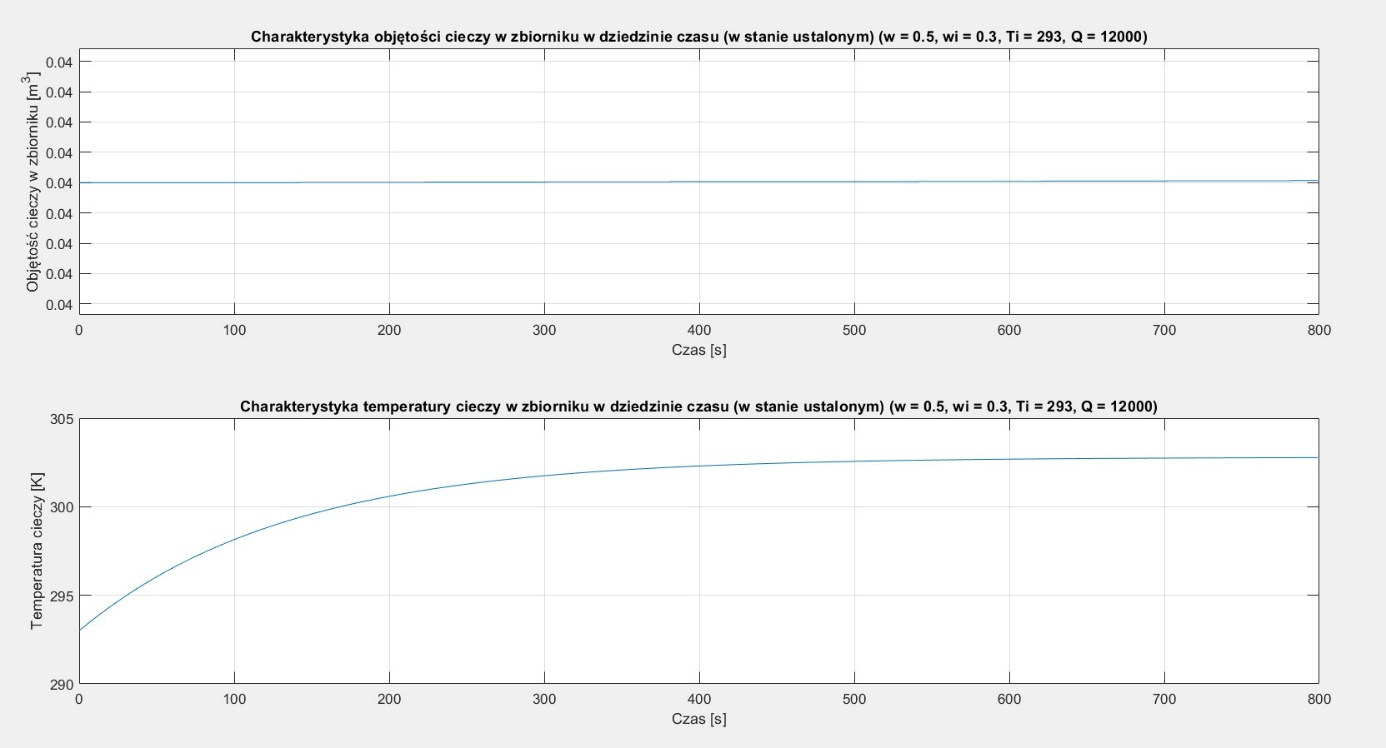 Charakterystyka objętości cieczy w zbiorniku w dziedzinie czasu (w stanie ustalonym) (w = 0.5, wi = 0.3, Ti = 293, Q = 12000)
Objętość cieczy w zbiorniku [m³]
0.04
0.04
0.04
0.04
0.04
0.04
0.04
0.04
0.04
0 100 200 300 400 500 600 700 800
Czas [s]
Charakterystyka temperatury cieczy w zbiorniku w dziedzinie czasu (w stanie ustalonym) (w = 0.5, wi = 0.3, Ti = 293, Q = 12000)
Temperatura cieczy [K]
305
300
295
290
0 100 200 300 400 500 600 700 800
Czas [s]